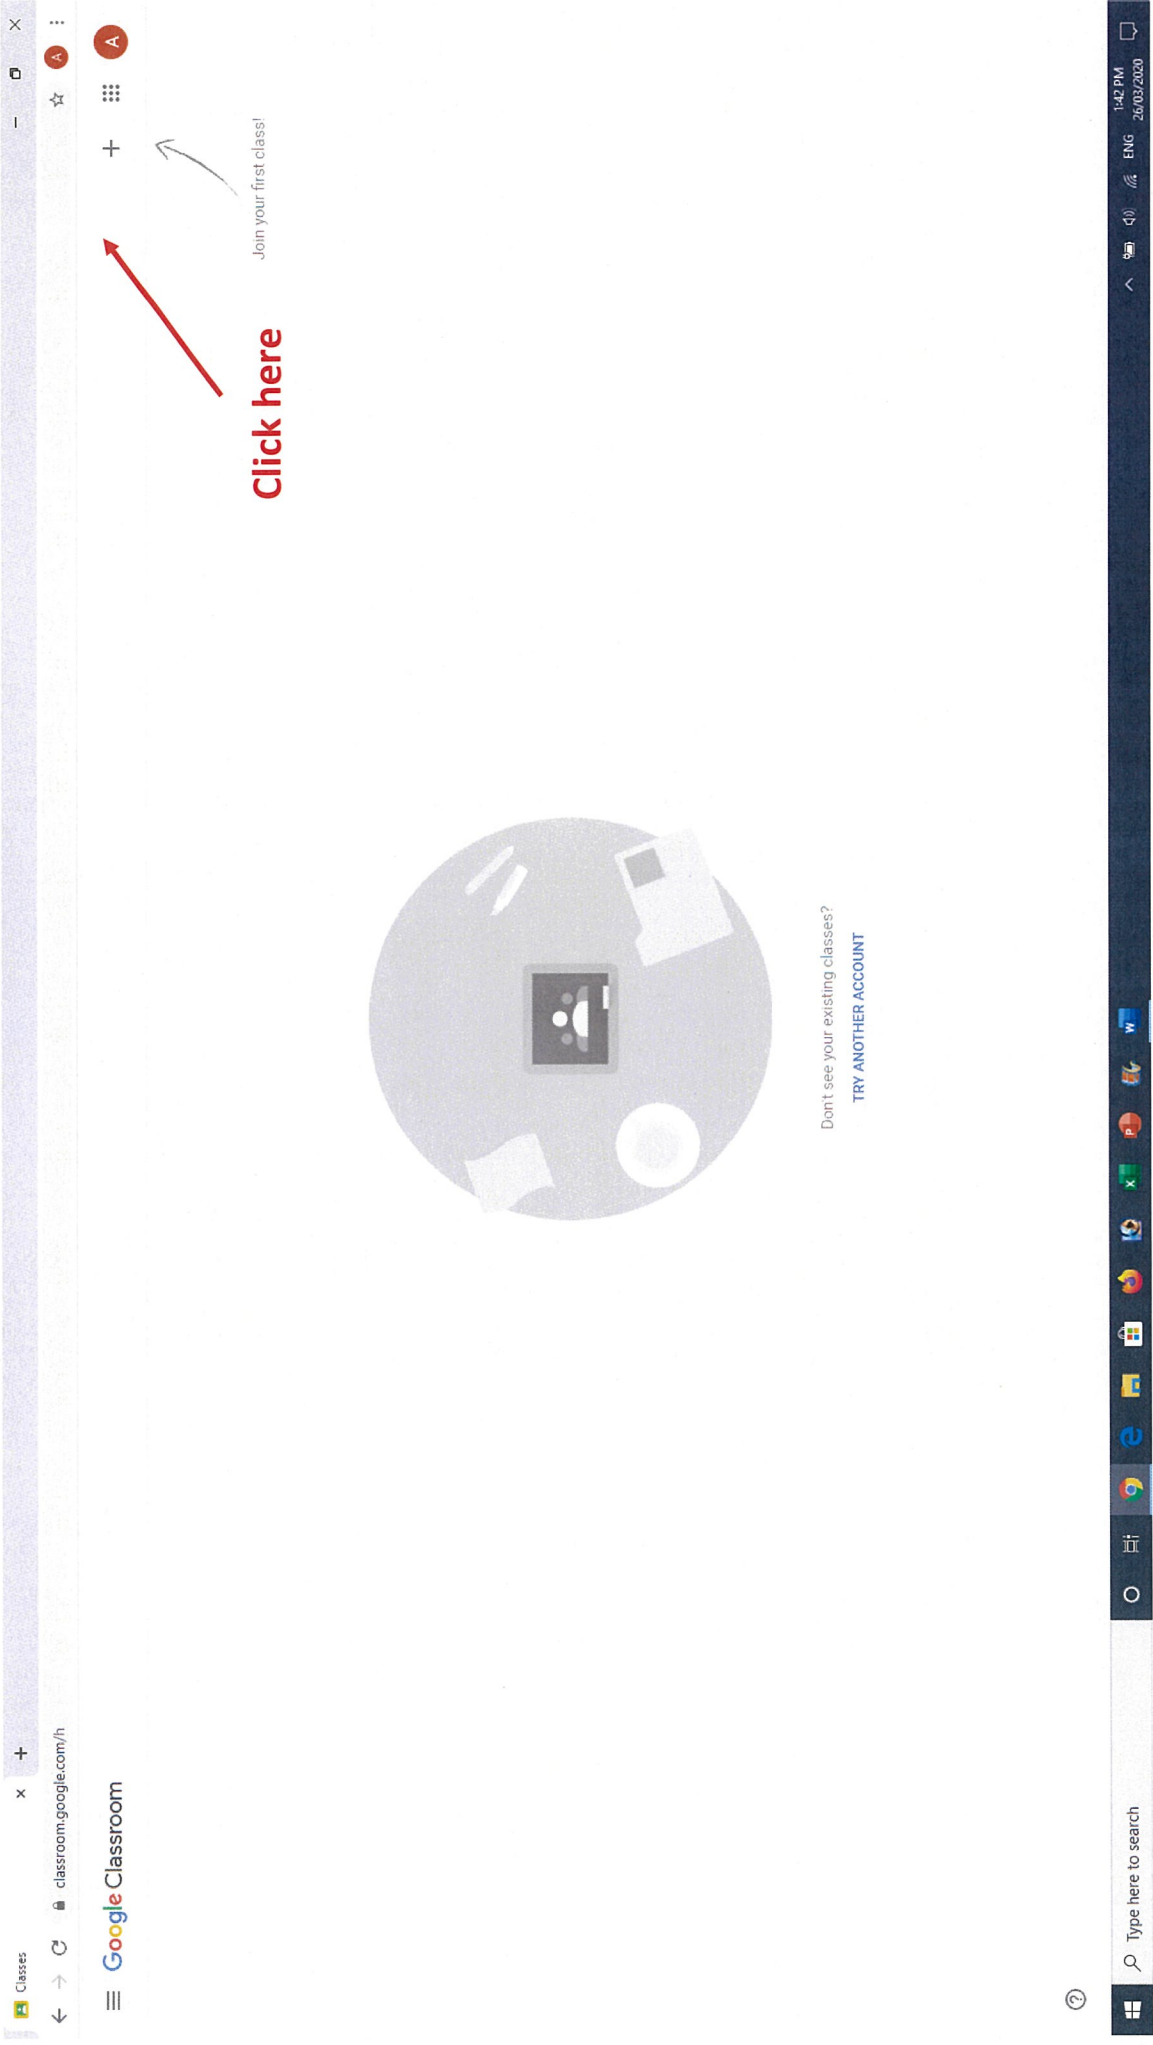 Classes
classroom.google.com/h
A
Google Classroom
A
Join your first class!
Click here
Don't see your existing classes?
TRY ANOTHER ACCOUNT
Type here to search
ENG
1:42 PM
26/03/2020